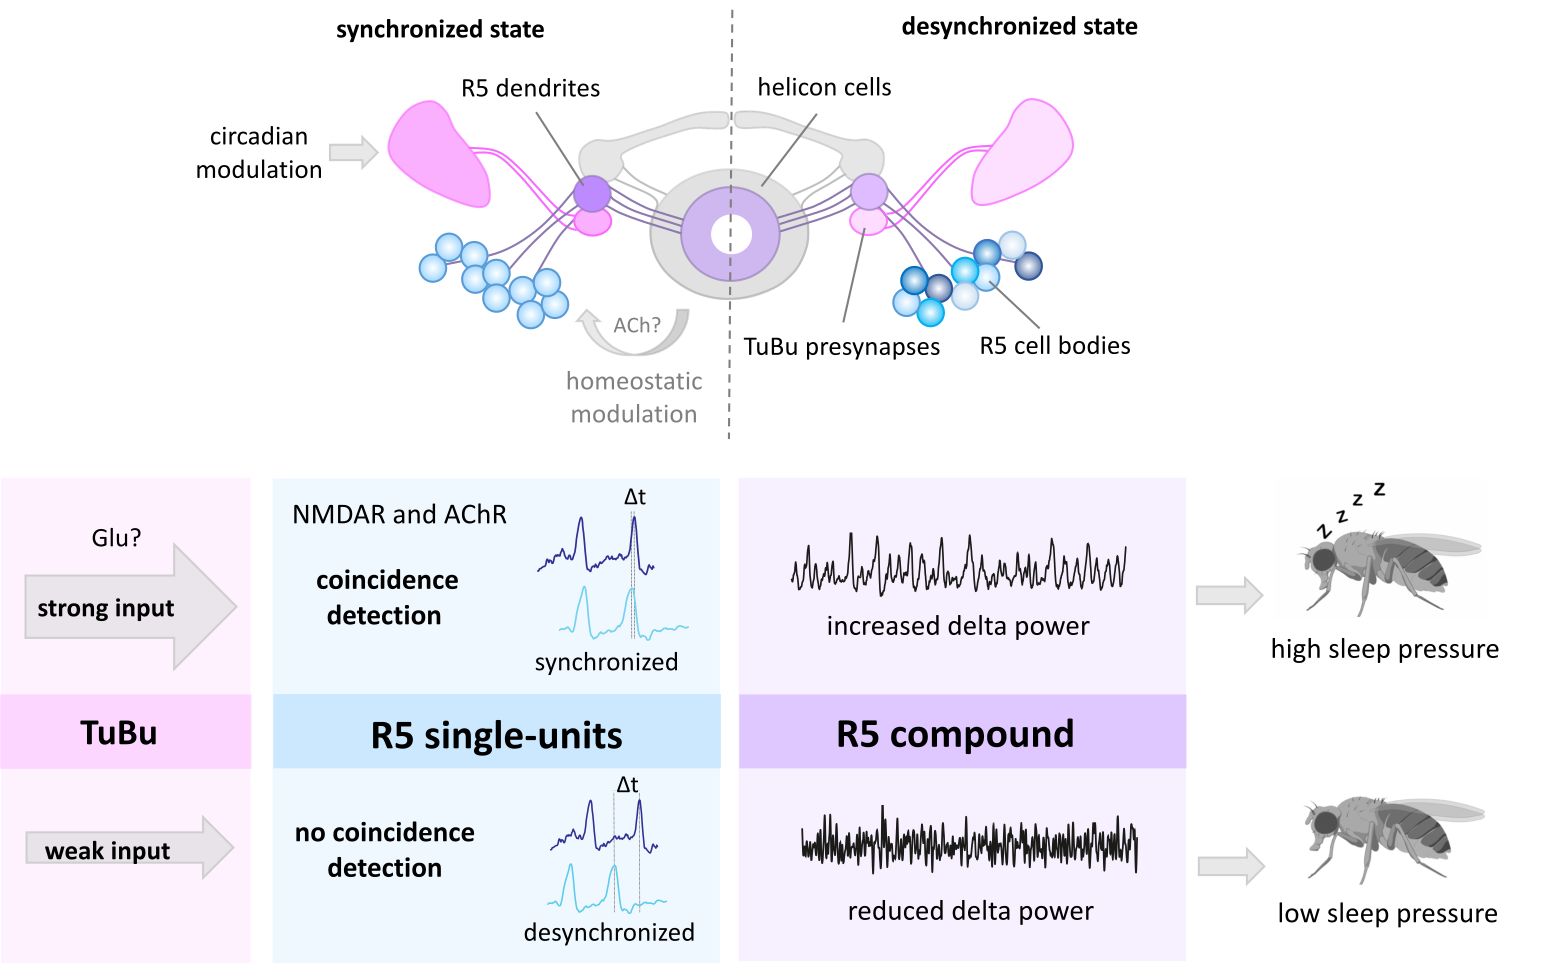 synchronized state
desynchronized state
R5 dendrites
helicon cells
circadian
modulation
ACh?
TuBu presynapses
R5 cell bodies
homeostatic
modulation
Glu?
strong input
NMDAR and AChR
coincidence
detection
Δt
synchronized
increased delta power
z z z z
high sleep pressure
TuBu
R5 single-units
R5 compound
weak input
no coincidence
detection
Δt
desynchronized
reduced delta power
low sleep pressure